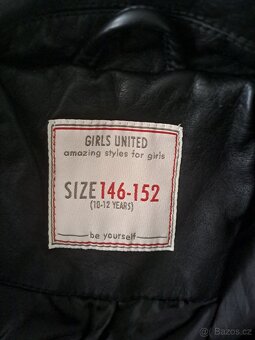 GIRLS UNITED
amazing styles for girls
SIZE 146-152
(10-12 YEARS)
be yourself
Bazos.cz